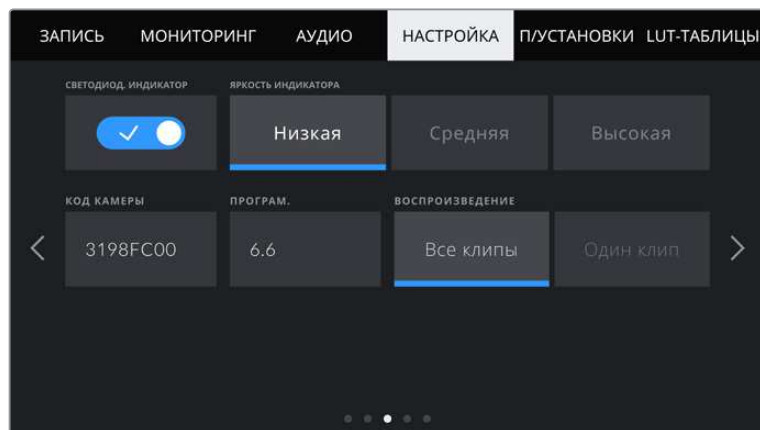 ЗАПИСЬ МОНИТОРИНГ АУДИО НАСТРОЙКА П/УСТАНОВКИ LUT-ТАБЛИЦЫ
СВЕТОДИОД. ИНДИКАТОР ЯРКОСТЬ ИНДИКАТОРА
Низкая Средняя Высокая
КОД КАМЕРЫ ПРОГРАМ. ВОСПРОИЗВЕДЕНИЕ
3198FC00 6.6 Все клипы Один клип